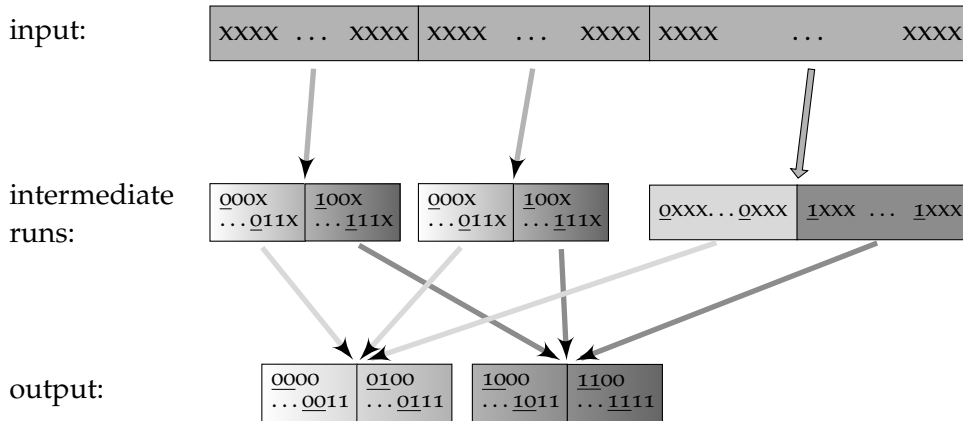 input:
xxxx ... xxxx xxxx ... xxxx xxxx ... xxxx
intermediate
runs:
000x 100x 000x 100x
...011x ...111x ...011x ...111x
0xxx...0xxx 1xxx ... 1xxx
output:
0000 0100 1000 1100
...0011 ...0111 ...1011 ...1111